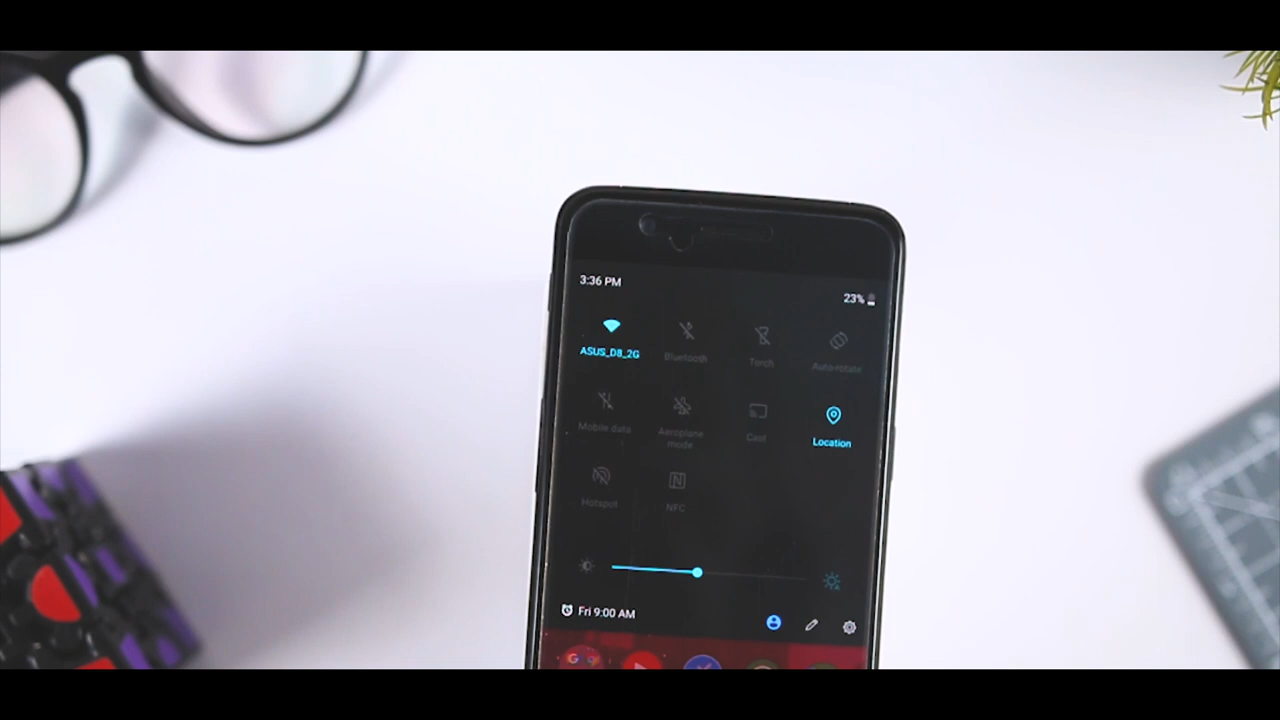 3:36 PM
23%
ASUS_D8_2G
Bluetooth
Torch
Auto-rotate
Mobile data
Aeroplane
mode
Cast
Location
Hotspot
NFC
Fri 9:00 AM